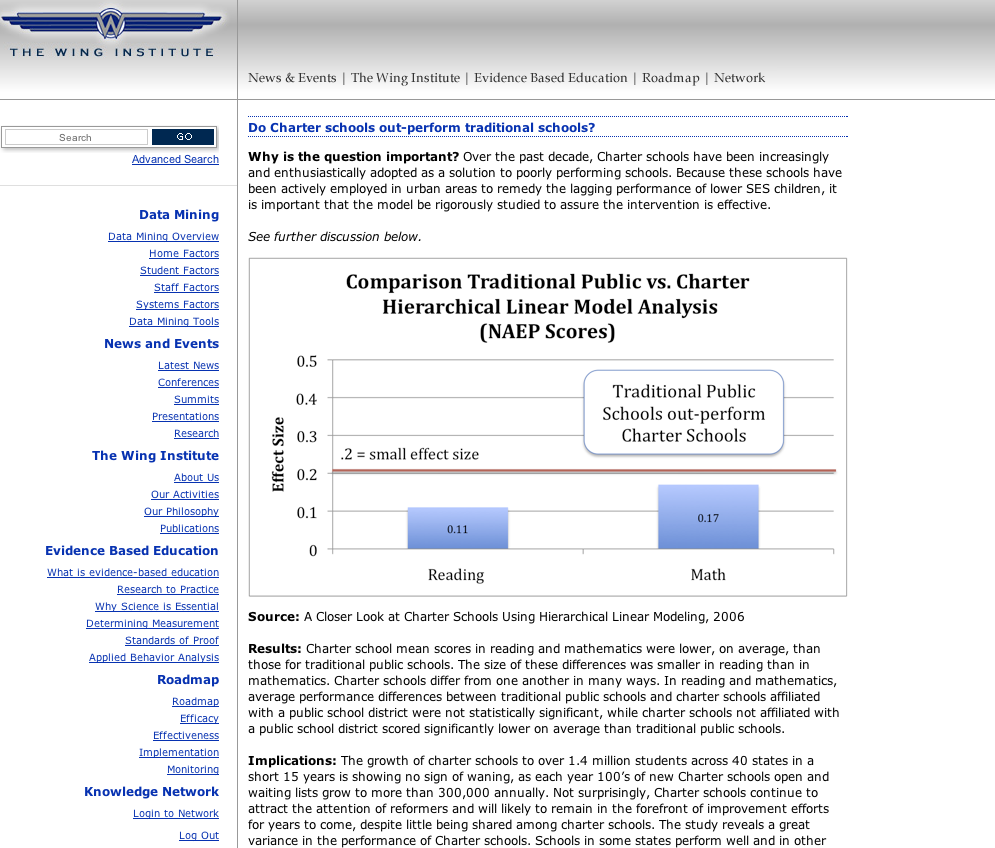 THE WING INSTITUTE
News & Events | The Wing Institute | Evidence Based Education | Roadmap | Network
Search GO
Advanced Search
Data Mining
Data Mining Overview
Home Factors
Student Factors
Staff Factors
Systems Factors
Data Mining Tools
News and Events
Latest News
Conferences
Summits
Presentations
Research
The Wing Institute
About Us
Our Activities
Our Philosophy
Publications
Evidence Based Education
What is evidence-based education
Research to Practice
Why Science is Essential
Determining Measurement
Standards of Proof
Applied Behavior Analysis
Roadmap
Roadmap
Efficacy
Effectiveness
Implementation
Monitoring
Knowledge Network
Login to Network
Log Out
Do Charter schools out-perform traditional schools?
Why is the question important? Over the past decade, Charter schools have been increasingly
and enthusiastically adopted as a solution to poorly performing schools. Because these schools have
been actively employed in urban areas to remedy the lagging performance of lower SES children, it
is important that the model be rigorously studied to assure the intervention is effective.
See further discussion below.
Comparison Traditional Public vs. Charter
Hierarchical Linear Model Analysis
(NAEP Scores)
Effect Size
0.5
0.4
0.3
0.2
0.1
0
Traditional Public
Schools out-perform
Charter Schools
.2 = small effect size
0.11
0.17
Reading
Math
Source: A Closer Look at Charter Schools Using Hierarchical Linear Modeling, 2006
Results: Charter school mean scores in reading and mathematics were lower, on average, than
those for traditional public schools. The size of these differences was smaller in reading than in
mathematics. Charter schools differ from one another in many ways. In reading and mathematics,
average performance differences between traditional public schools and charter schools affiliated
with a public school district were not statistically significant, while charter schools not affiliated with
a public school district scored significantly lower on average than traditional public schools.
Implications: The growth of charter schools to over 1.4 million students across 40 states in a
short 15 years is showing no sign of waning, as each year 100's of new Charter schools open and
waiting lists grow to more than 300,000 annually. Not surprisingly, Charter schools continue to
attract the attention of reformers and will likely to remain in the forefront of improvement efforts
for years to come, despite little being shared among charter schools. The study reveals a great
variance in the performance of Charter schools. Schools in some states perform well and in other